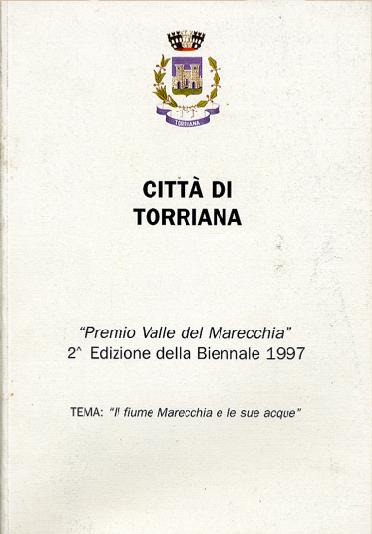 TORRIANA
CITTÀ DI
TORRIANA
"Premio Valle del Marecchia"
2^ Edizione della Biennale 1997
TEMA: "Il fiume Marecchia e le sue acque"